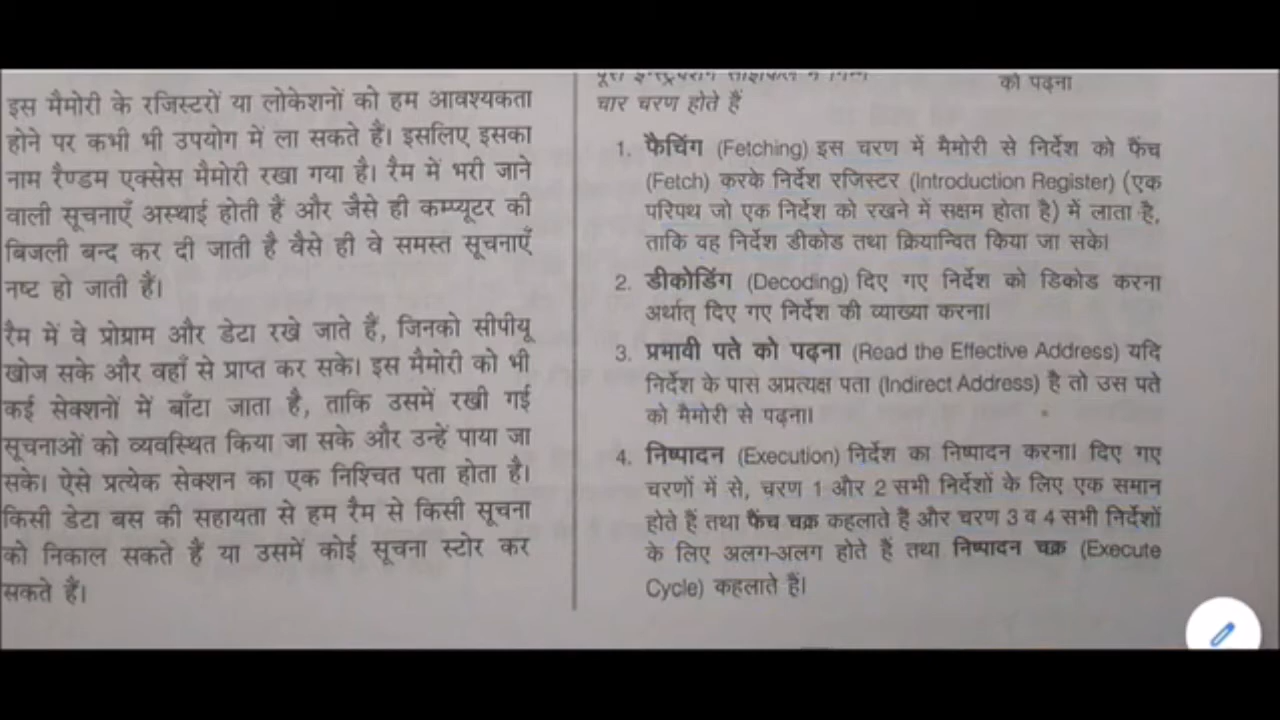 इस मैमोरी के रजिस्टरों या लोकेशनों को हम आवश्यकता
होने पर कभी भी उपयोग में ला सकते हैं। इसलिए इसका
नाम रैण्डम एक्सेस मैमोरी रखा गया है। रैम में भरी जाने
वाली सूचनाएँ अस्थाई होती हैं और जैसे ही कम्प्यूटर की
बिजली बन्द कर दी जाती है वैसे ही वे समस्त सूचनाएँ
नष्ट हो जाती हैं।
रैम में वे प्रोग्राम और डेटा रखे जाते हैं, जिनको सीपीयू
खोज सके और वहाँ से प्राप्त कर सके। इस मैमोरी को भी
कई सेक्शनों में बाँटा जाता है, ताकि उसमें रखी गई
सूचनाओं को व्यवस्थित किया जा सके और उन्हें पाया जा
सके। ऐसे प्रत्येक सेक्शन का एक निश्चित पता होता है।
किसी डेटा बस की सहायता से हम रैम से किसी सूचना
को निकाल सकते हैं या उसमें कोई सूचना स्टोर कर
सकते हैं।
को पढ़ना
चार चरण होते हैं
1. फैचिंग (Fetching) इस चरण में मैमोरी से निर्देश को फैंच
(Fetch) करके निर्देश रजिस्टर (Introduction Register) (एक
परिपथ जो एक निर्देश को रखने में सक्षम होता है) में लाता है,
ताकि वह निर्देश डीकोड तथा क्रियान्वित किया जा सके।
2. डीकोडिंग (Decoding) दिए गए निर्देश को डिकोड करना
अर्थात् दिए गए निर्देश की व्याख्या करना।
3. प्रभावी पते को पढ़ना (Read the Effective Address) यदि
निर्देश के पास अप्रत्यक्ष पता (Indirect Address) है तो उस पते
को मैमोरी से पढ़ना।
4. निष्पादन (Execution) निर्देश का निष्पादन करना। दिए गए
चरणों में से, चरण 1 और 2 सभी निर्देशों के लिए एक समान
होते हैं तथा फैंच चक्र कहलाते हैं और चरण 3 व 4 सभी निर्देशों
के लिए अलग-अलग होते हैं तथा निष्पादन चक्र (Execute
Cycle) कहलाते हैं।